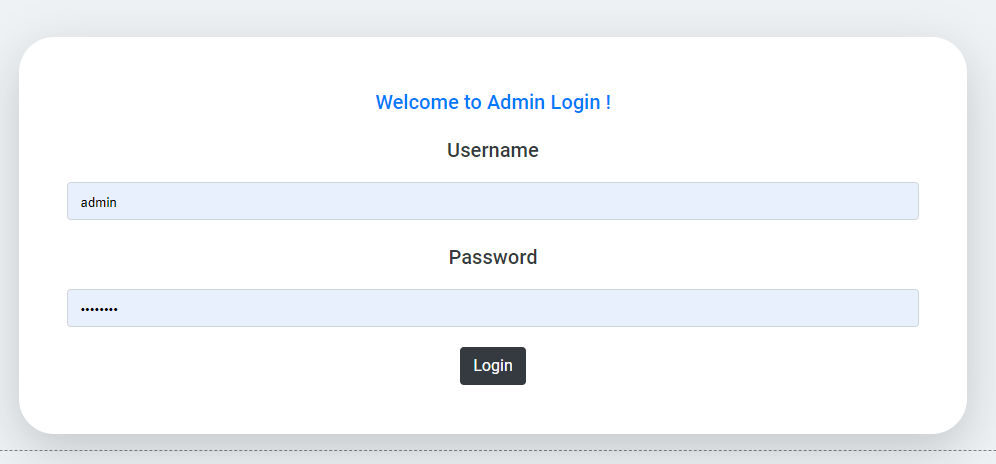 Welcome to Admin Login !
Username
admin
Password
••••••••
Login